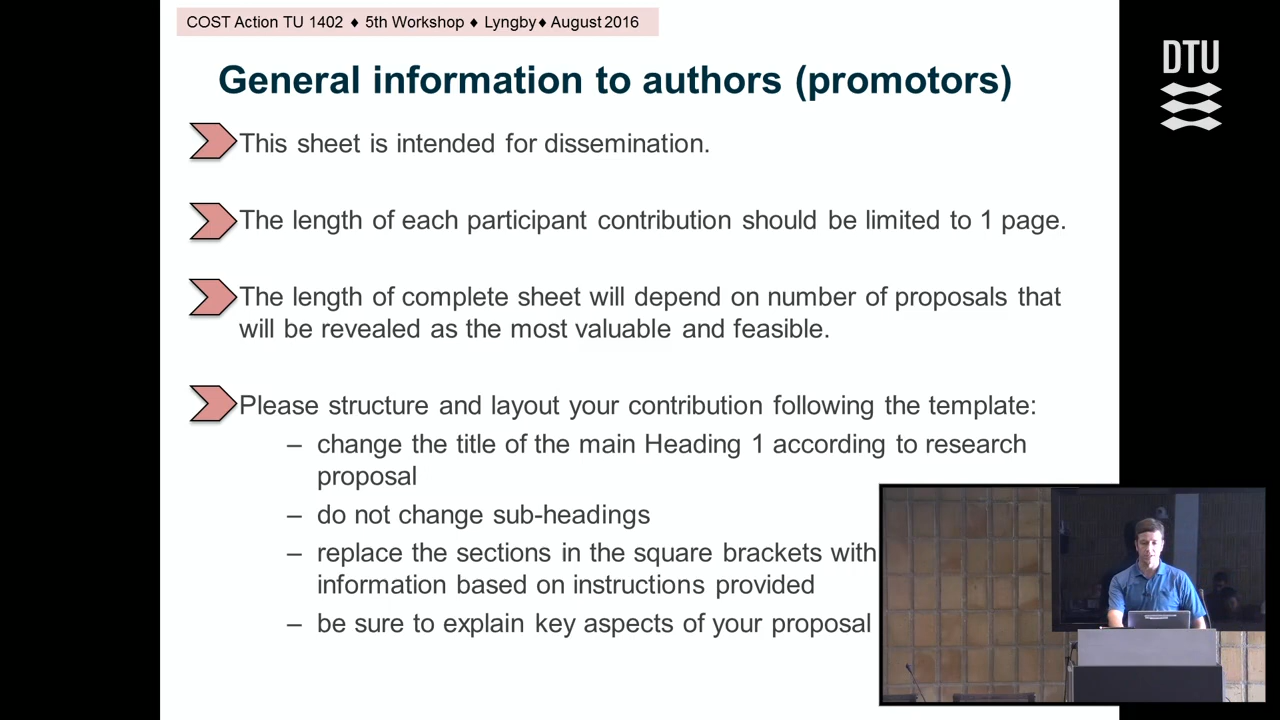 COST Action TU 1402 ♦ 5th Workshop ♦ Lyngby♦ August 2016
DTU
General information to authors (promotors)
This sheet is intended for dissemination.
The length of each participant contribution should be limited to 1 page.
The length of complete sheet will depend on number of proposals that
will be revealed as the most valuable and feasible.
Please structure and layout your contribution following the template:
– change the title of the main Heading 1 according to research
proposal
– do not change sub-headings
– replace the sections in the square brackets with
information based on instructions provided
– be sure to explain key aspects of your proposal